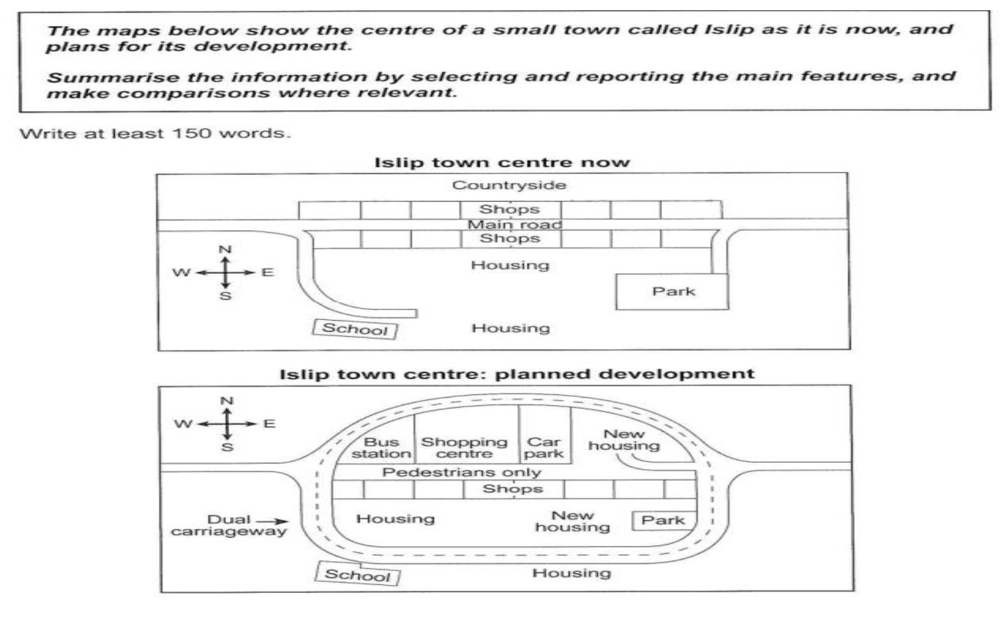 The maps below show the centre of a small town called Islip as it is now, and
plans for its development.
Summarise the information by selecting and reporting the main features, and
make comparisons where relevant.
Write at least 150 words.
Islip town centre now
Countryside
Shops
Main road
Shops
N
W E
S
Housing
Park
School
Housing
Islip town centre: planned development
N
W E
S
Bus
station
Shopping
centre
Car
park
New
housing
Pedestrians only
Shops
Dual
carriageway
Housing
New
housing
Park
School
Housing